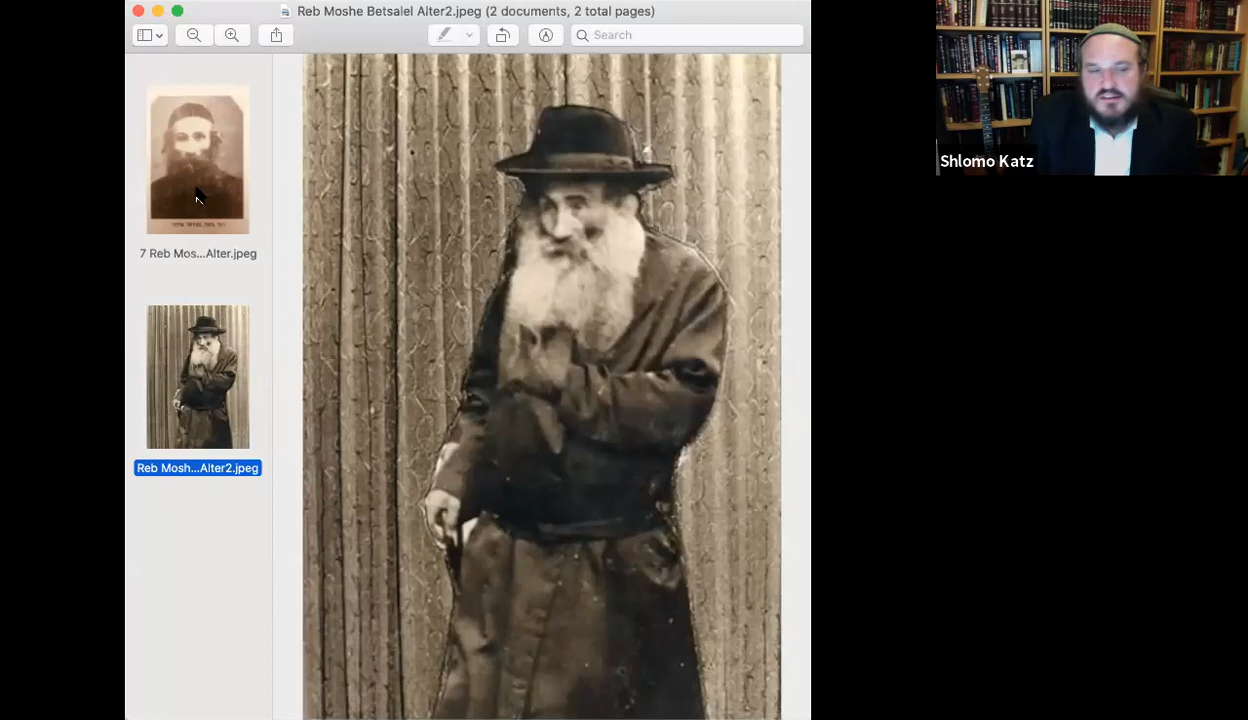 Reb Moshe Betsalel Alter2.jpeg (2 documents, 2 total pages)
Search
7 Reb Mos...Alter.jpeg
Reb Mosh...Alter2.jpeg
Shlomo Katz